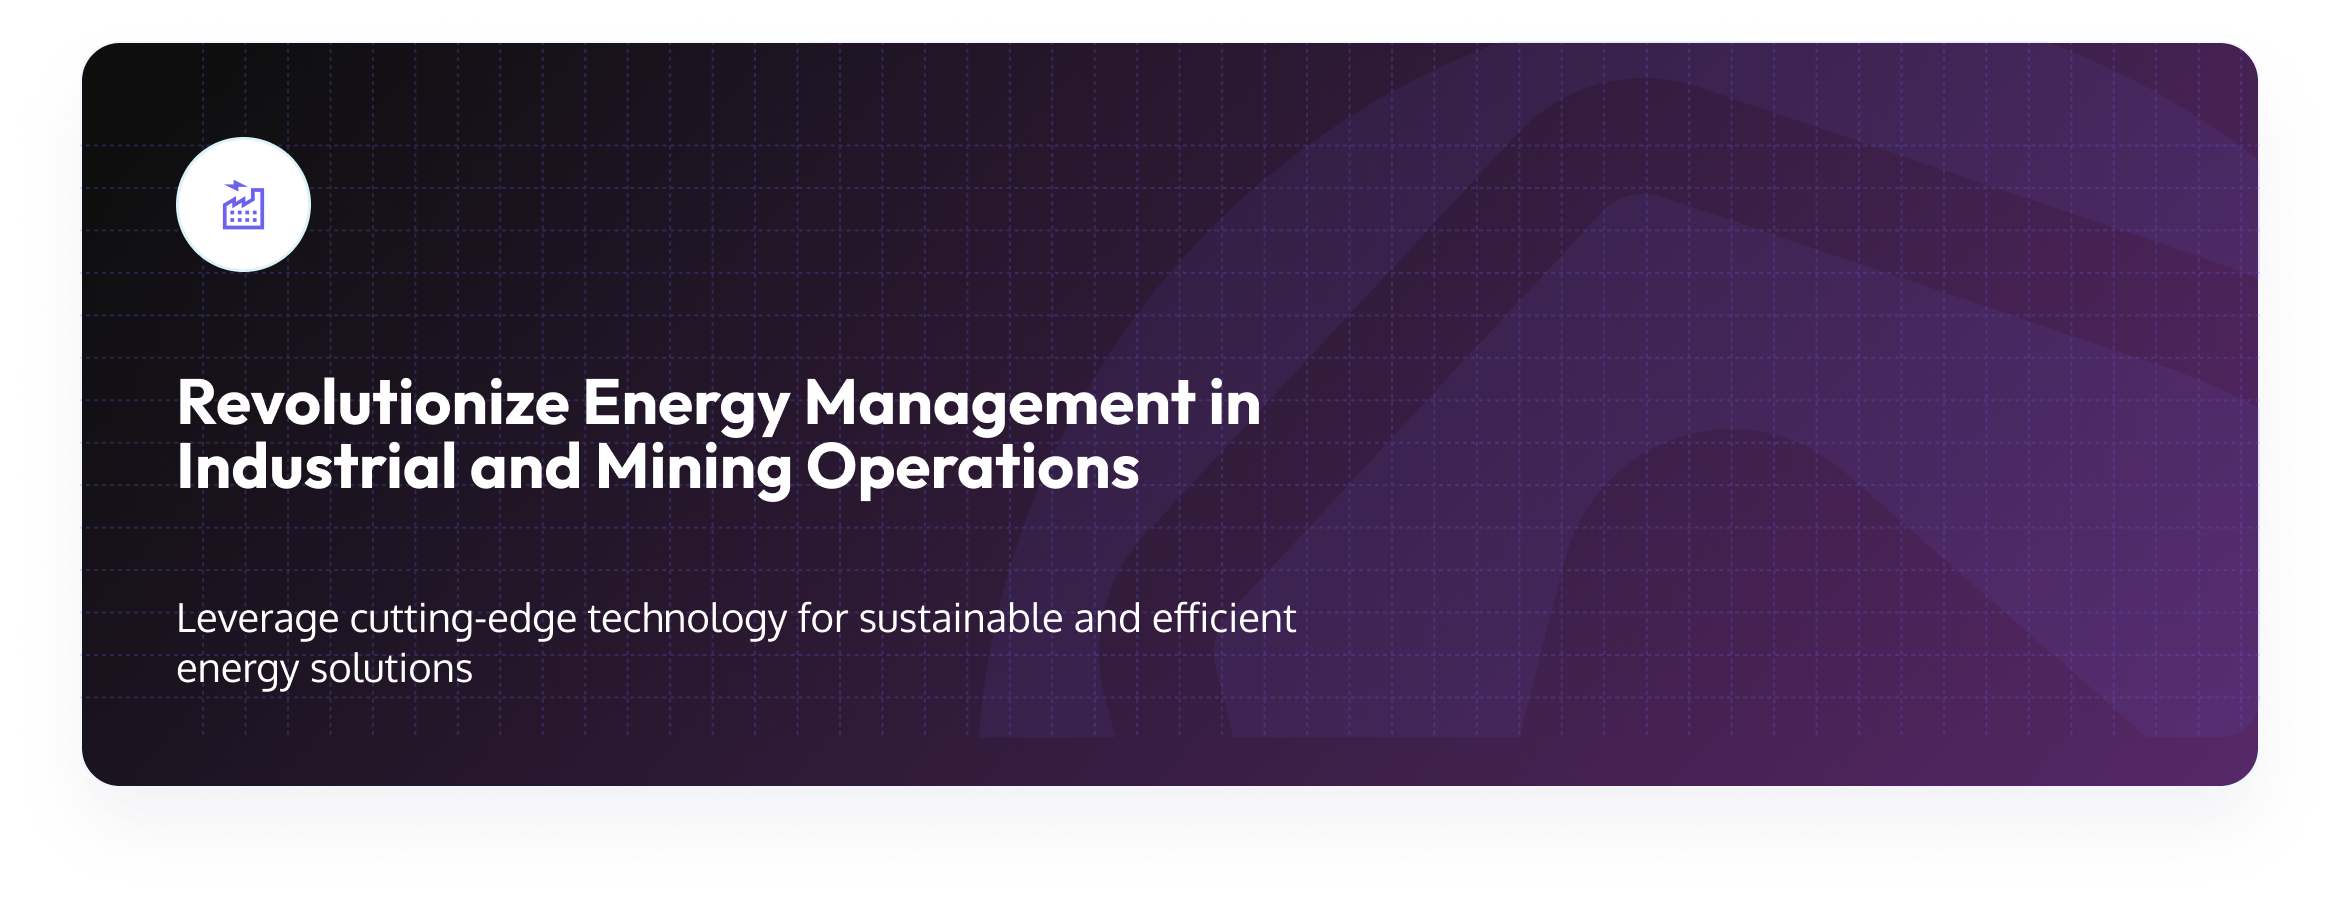 Revolutionize Energy Management in
Industrial and Mining Operations
Leverage cutting-edge technology for sustainable and efficient
energy solutions